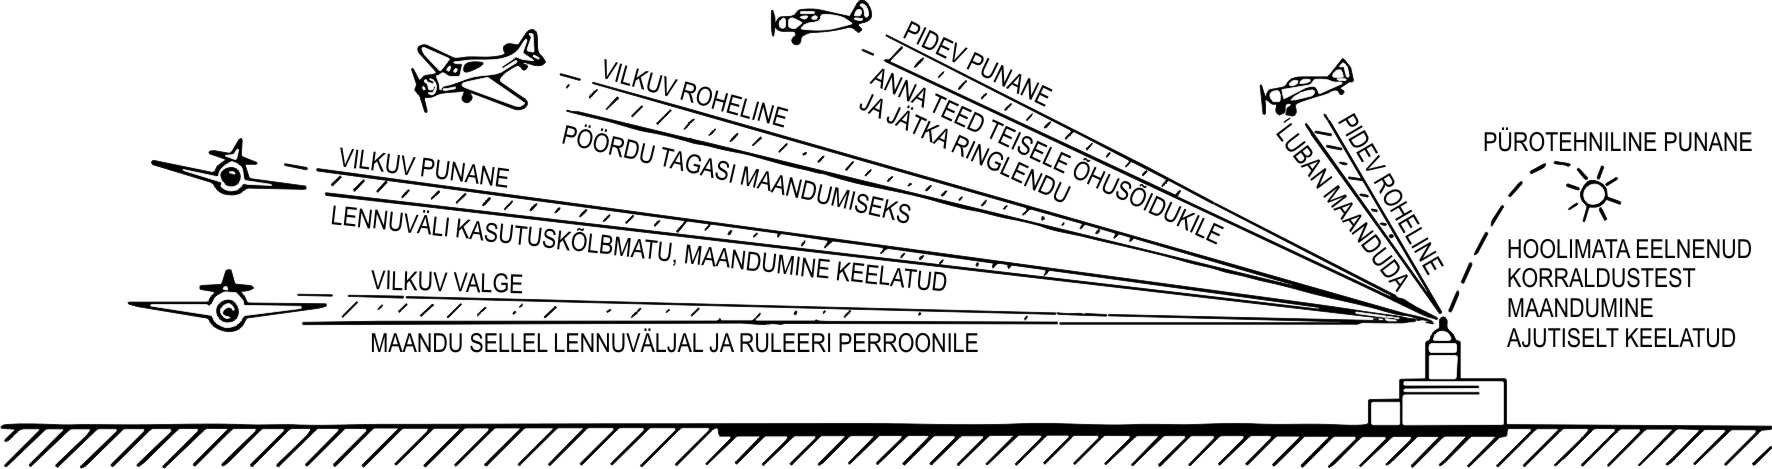 PIDEV PUNANE
ANNA TEED TEISELE ÕHUSÕIDUKILE
JA JÄTKA RINGLENDU
VILKUV ROHELINE
PÖÖRDU TAGASI MAANDUMISEKS
VILKUV PUNANE
LENNUVÄLI KASUTUSKÕLBMATU, MAANDUMINE KEELATUD
VILKUV VALGE
MAANDU SELLEL LENNUVÄLJAL JA RULEERI PERROONILE
PIDEV ROHELINE
LUBAN MAANDUDA
PÜROTEHNILINE PUNANE
HOOLIMATA EELNENUD
KORRALDUSTEST
MAANDUMINE
AJUTISELT KEELATUD